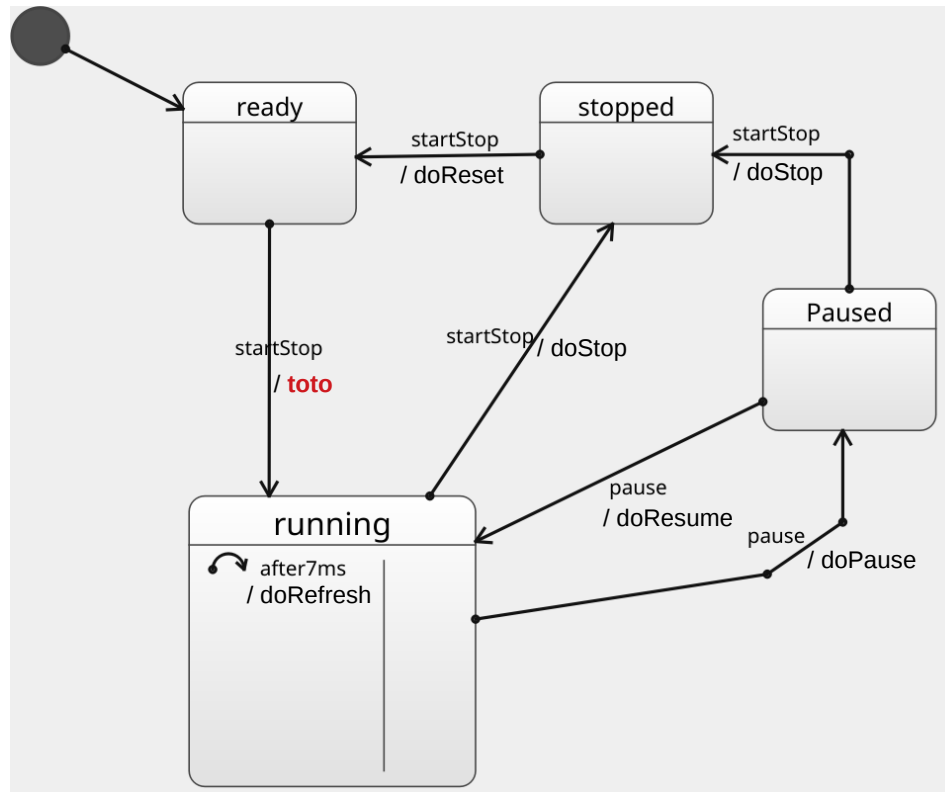 ready
stopped
startStop
/ doReset
startStop
/ doStop
Paused
startStop
/ toto
startStop
/ doStop
pause
/ doResume
pause
/ doPause
running
after7ms
/ doRefresh